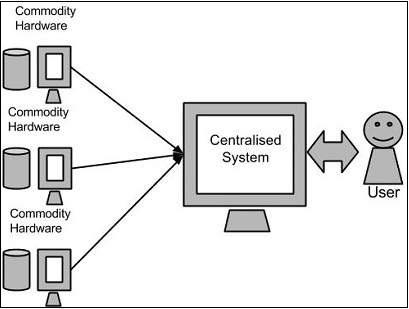 Commodity
Hardware
Commodity
Hardware
Commodity
Hardware
Centralised
System
User